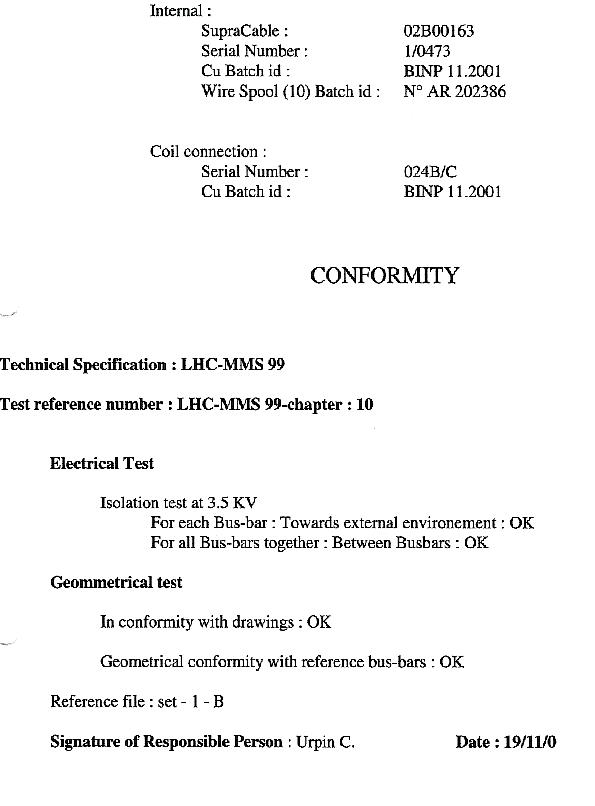 Internal :
SupraCable : 02B00163
Serial Number : 1/0473
Cu Batch id : BINP 11.2001
Wire Spool (10) Batch id : N° AR 202386
Coil connection :
Serial Number : 024B/C
Cu Batch id : BINP 11.2001
CONFORMITY
Technical Specification : LHC-MMS 99
Test reference number : LHC-MMS 99-chapter : 10
Electrical Test
Isolation test at 3.5 KV
For each Bus-bar : Towards external environement : OK
For all Bus-bars together : Between Busbars : OK
Geommetrical test
In conformity with drawings : OK
Geometrical conformity with reference bus-bars : OK
Reference file : set - 1 - B
Signature of Responsible Person : Urpin C. Date : 19/11/0